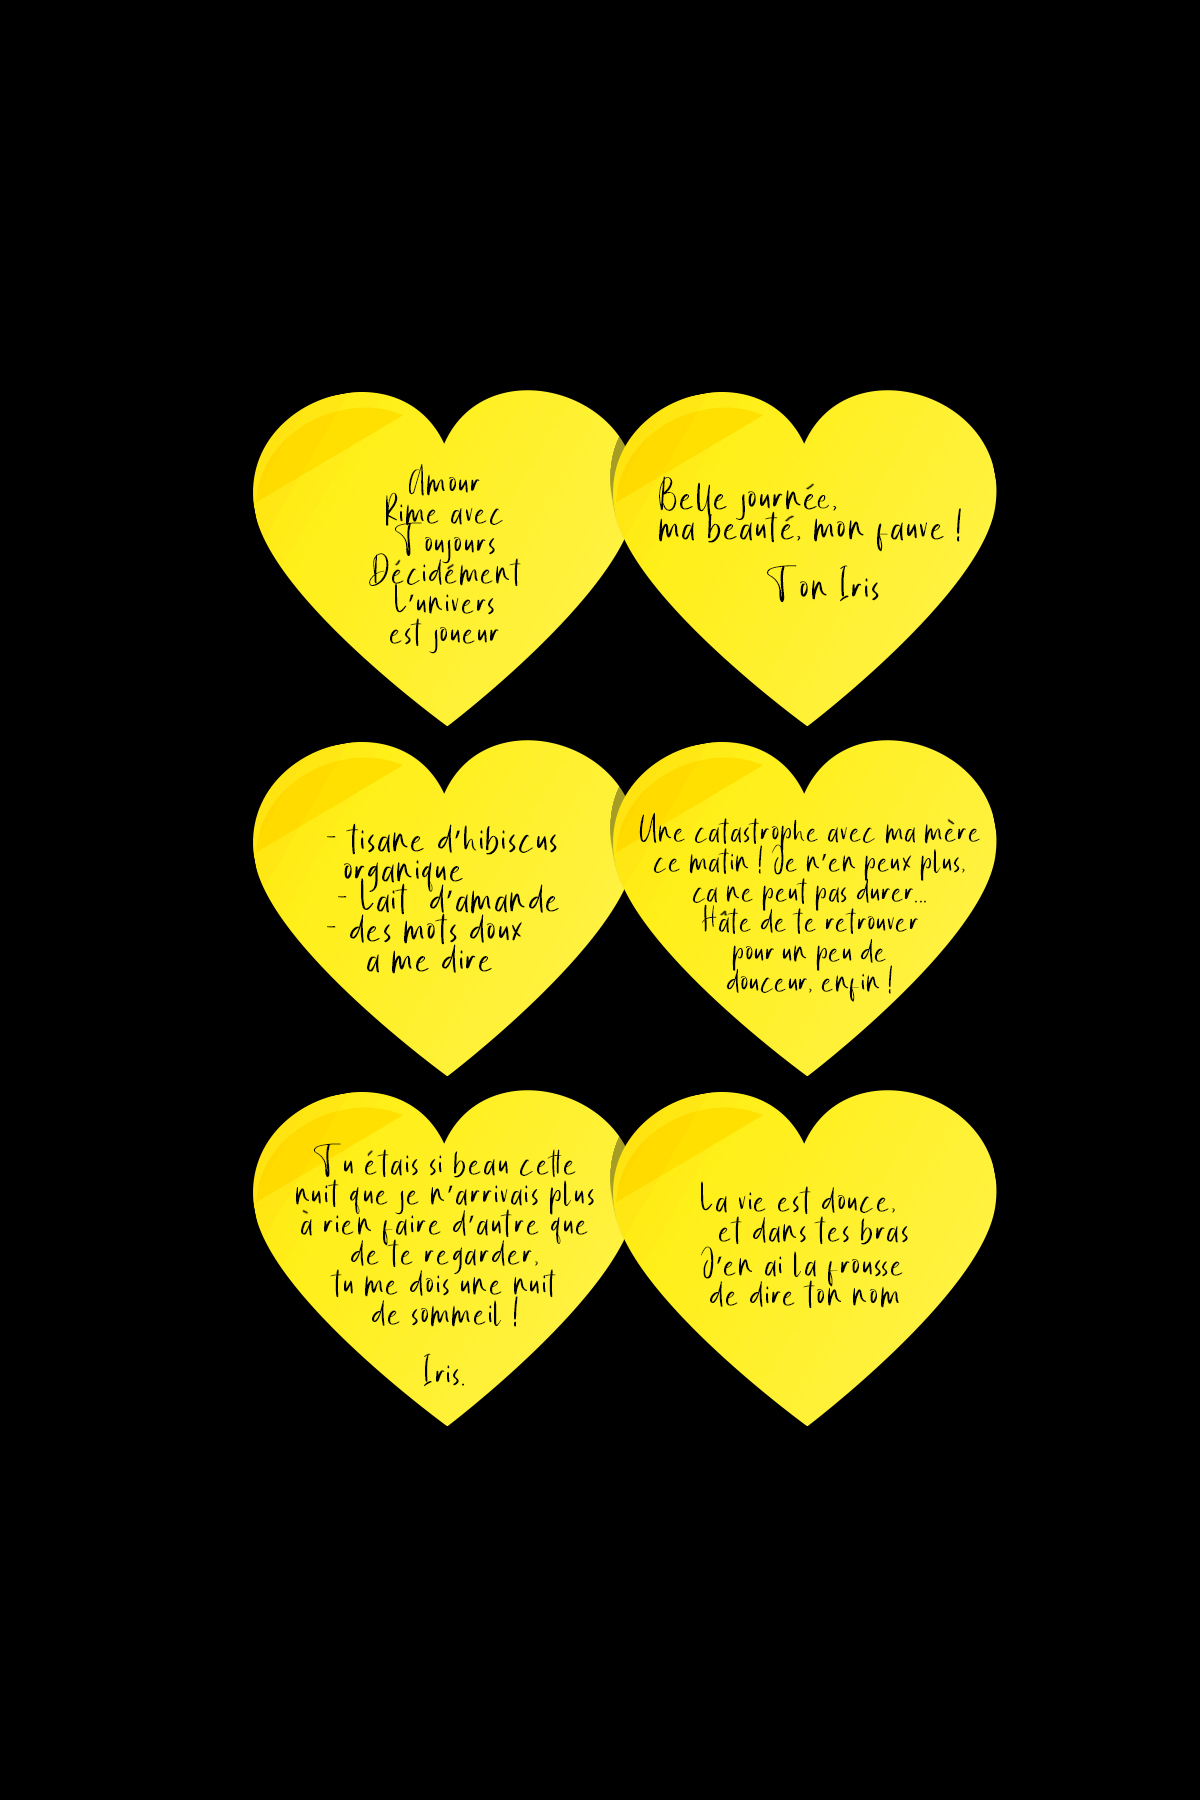 Amour
Rime avec
Toujours
Décidément
l'univers
est joueur
Belle journée,
ma beauté, mon fauve !
Ton Iris
- tisane d'hibiscus
organique
- lait d'amande
- des mots doux
a me dire
Une catastrophe avec ma mère
ce matin ! Je n'en peux plus,
ca ne peut pas durer...
Hâte de te retrouver
pour un peu de
douceur, enfin !
Tu étais si beau cette
nuit que je n'arrivais plus
à rien faire d'autre que
de te regarder,
tu me dois une nuit
de sommeil !
Iris.
La vie est douce,
et dans tes bras
J'en ai la frousse
de dire ton nom